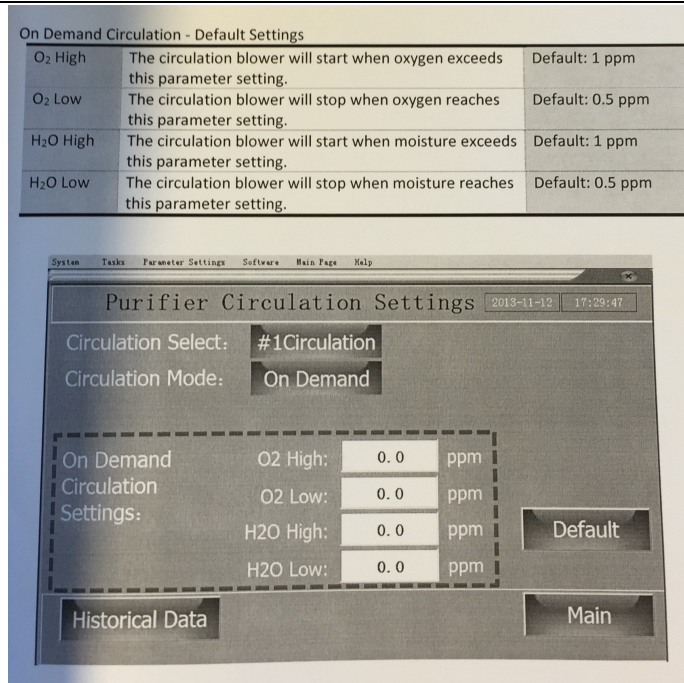 On Demand Circulation - Default Settings
O₂ High The circulation blower will start when oxygen exceeds Default: 1 ppm
this parameter setting.
O₂ Low The circulation blower will stop when oxygen reaches Default: 0.5 ppm
this parameter setting.
H₂O High The circulation blower will start when moisture exceeds Default: 1 ppm
this parameter setting.
H₂O Low The circulation blower will stop when moisture reaches Default: 0.5 ppm
this parameter setting.
System Tasks Parameter Settings Software Main Page Help
Purifier Circulation Settings 2013-11-12 17:29:47
Circulation Select: #1Circulation
Circulation Mode: On Demand
On Demand O2 High: 0.0 ppm
Circulation O2 Low: 0.0 ppm
Settings:
H2O High: 0.0 ppm Default
H2O Low: 0.0 ppm
Historical Data Main